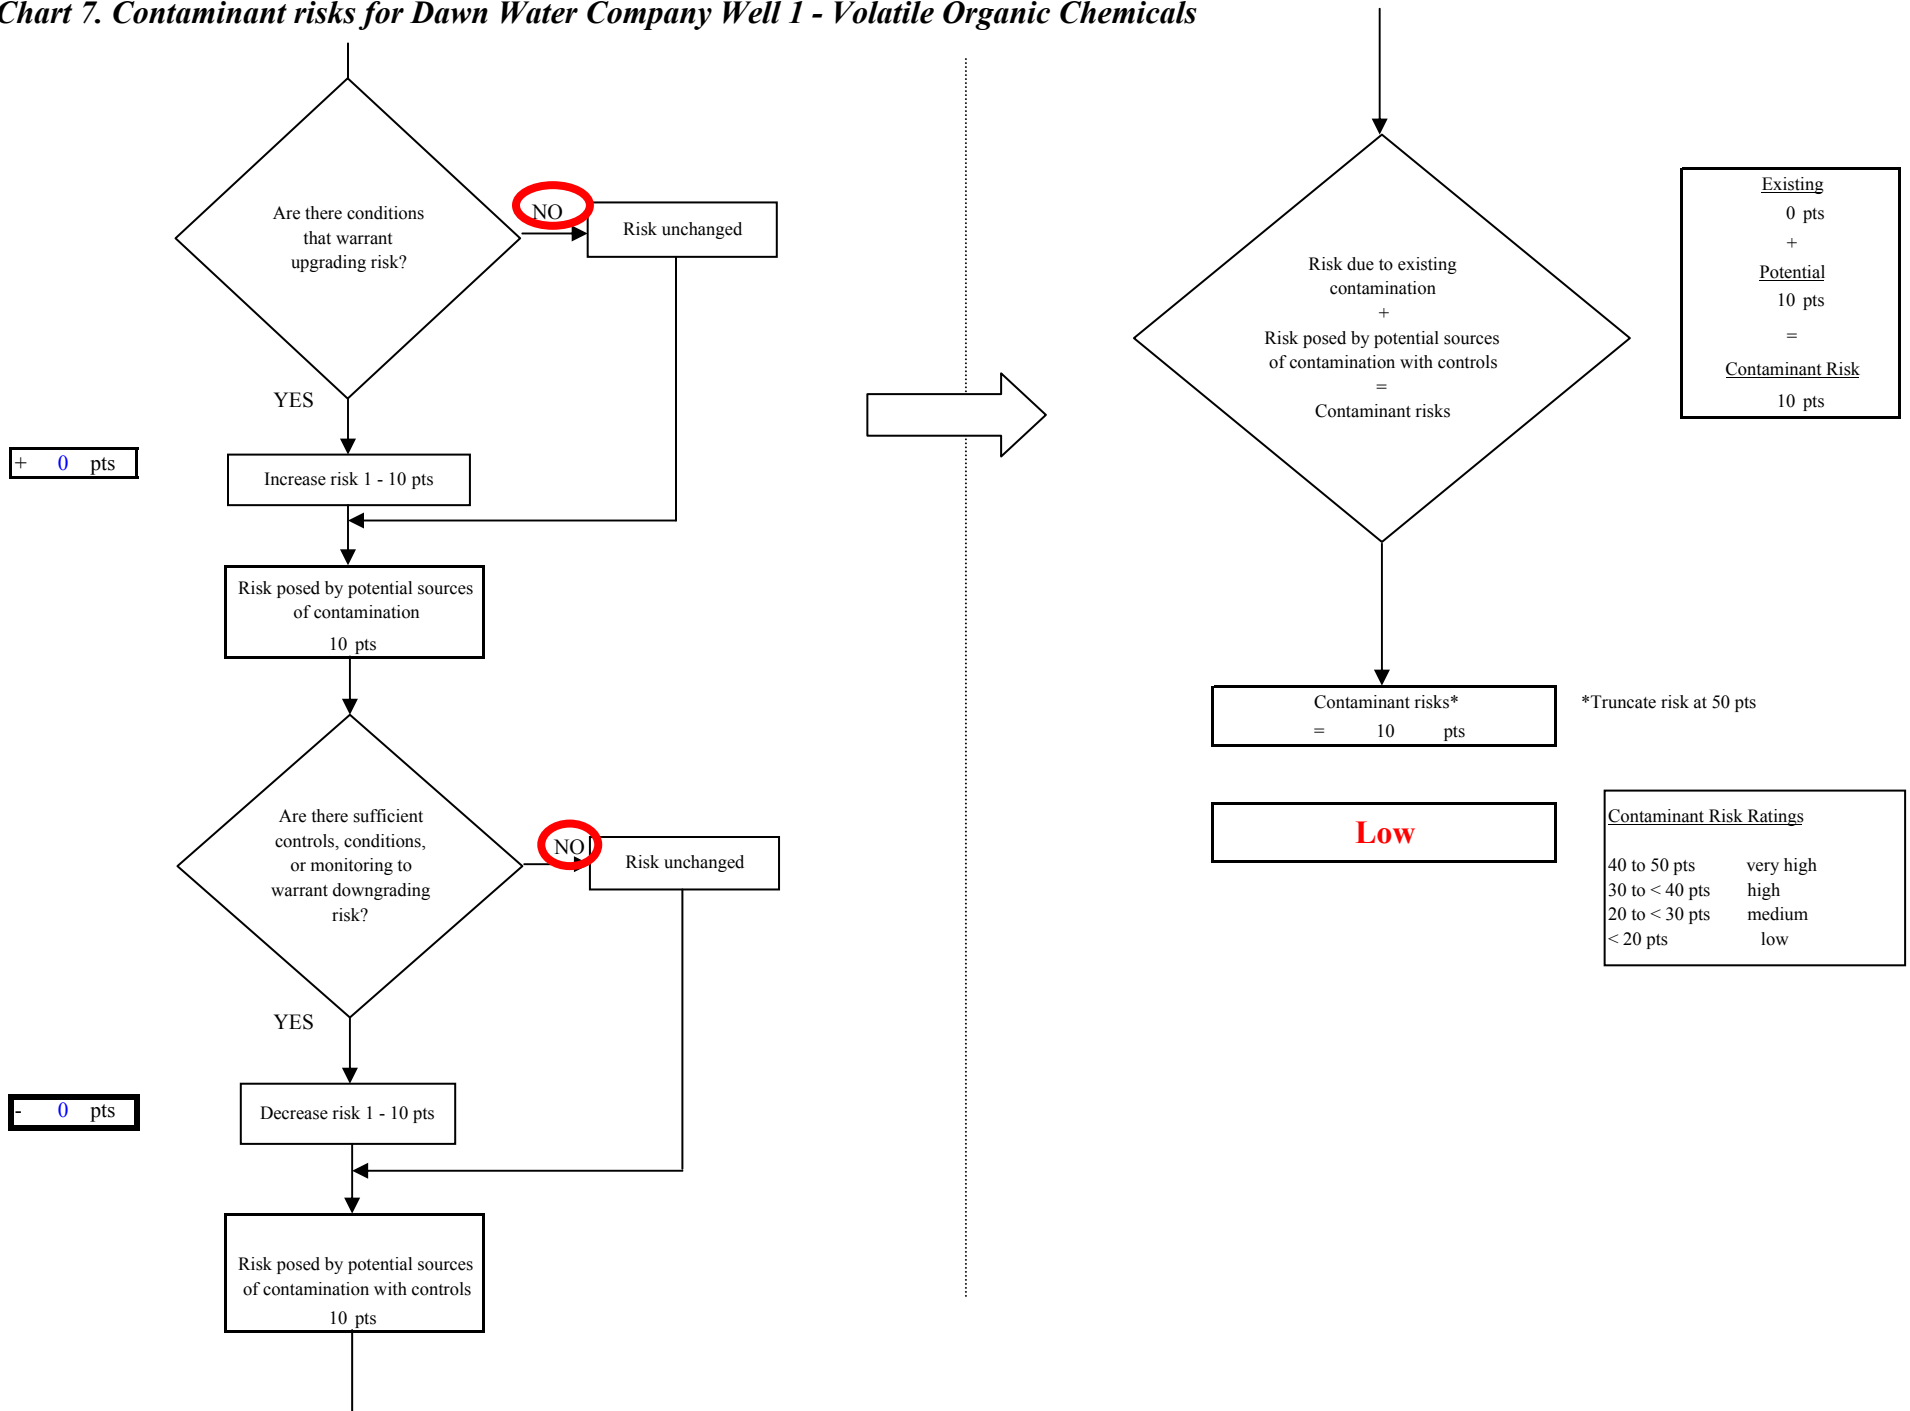 Chart 7. Contaminant risks for Dawn Water Company Well 1 - Volatile Organic Chemicals
Are there conditions
that warrant
upgrading risk?
NO
Risk unchanged
YES
+ 0 pts
Increase risk 1 - 10 pts
Risk posed by potential sources
of contamination
10 pts
Are there sufficient
controls, conditions,
or monitoring to
warrant downgrading
risk?
NO
Risk unchanged
YES
- 0 pts
Decrease risk 1 - 10 pts
Risk posed by potential sources
of contamination with controls
10 pts
Risk due to existing
contamination
+
Risk posed by potential sources
of contamination with controls
=
Contaminant risks
Existing
0 pts
+
Potential
10 pts
=
Contaminant Risk
10 pts
Contaminant risks*
= 10 pts
*Truncate risk at 50 pts
Low
Contaminant Risk Ratings
40 to 50 pts very high
30 to < 40 pts high
20 to < 30 pts medium
< 20 pts low